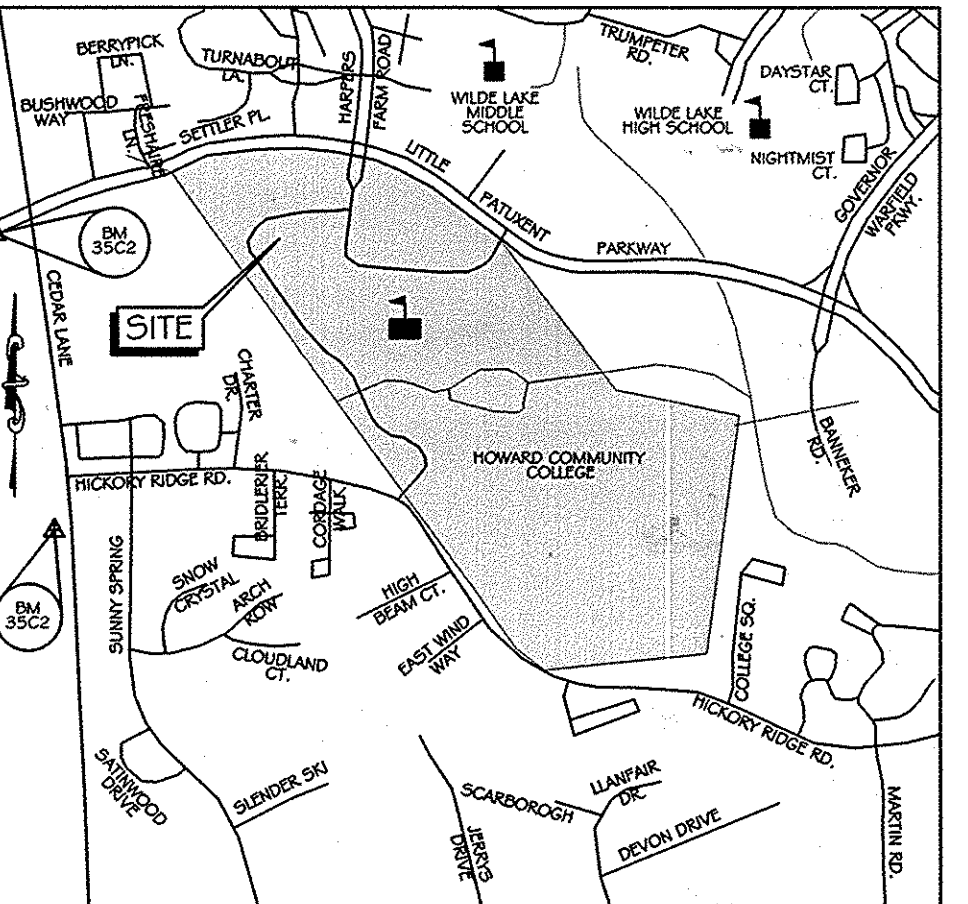 BERRYPICK
LN.
TURNABOUT
LA.
BUSHWOOD
WAY
FRESHAIRE
LN.
SETTLER PL.
HARPERS
FARM ROAD
WILDE LAKE
MIDDLE
SCHOOL
TRUMPETER
RD.
WILDE LAKE
HIGH SCHOOL
DAYSTAR
CT.
NIGHTMIST
CT.
GOVERNOR
WARFIELD
PKWY.
LITTLE
PATUXENT
PARKWAY
BM
35C2
CEDAR LANE
SITE
CHARTER
DR.
HOWARD COMMUNITY
COLLEGE
BANNEKER
RD.
HICKORY RIDGE RD.
BRIDLERIER
TERR.
CORDAGE
WALK
BM
35C2
SUNNY SPRING
SNOW
CRYSTAL
ARCH
ROW
CLOUDLAND
CT.
HIGH
BEAM CT.
EAST WIND
WAY
COLLEGE SQ.
HICKORY RIDGE RD.
SATINWOOD
DRIVE
SLENDER SKI
JERRYS
DRIVE
SCARBOROGH
LLANFAIR
DR.
DEVON DRIVE
MARTIN RD.